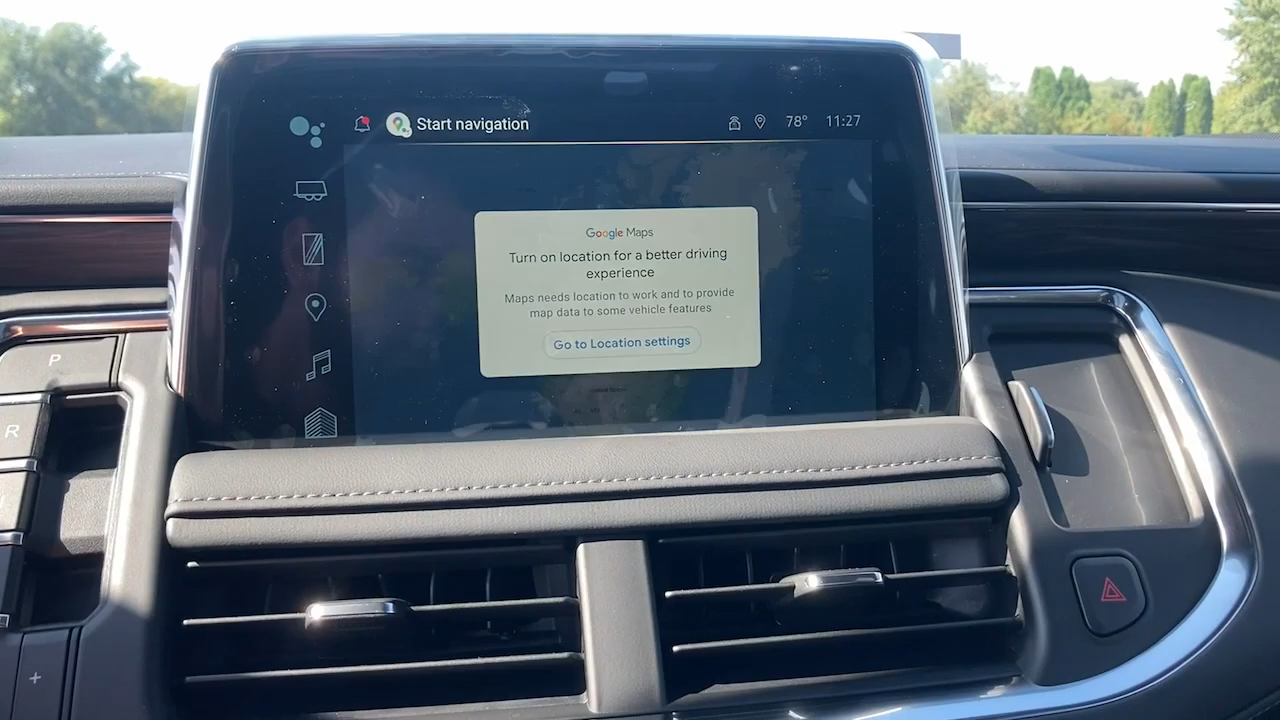 Start navigation
78° 11:27
Google Maps
Turn on location for a better driving
experience
Maps needs location to work and to provide
map data to some vehicle features
Go to Location settings
P
R
+